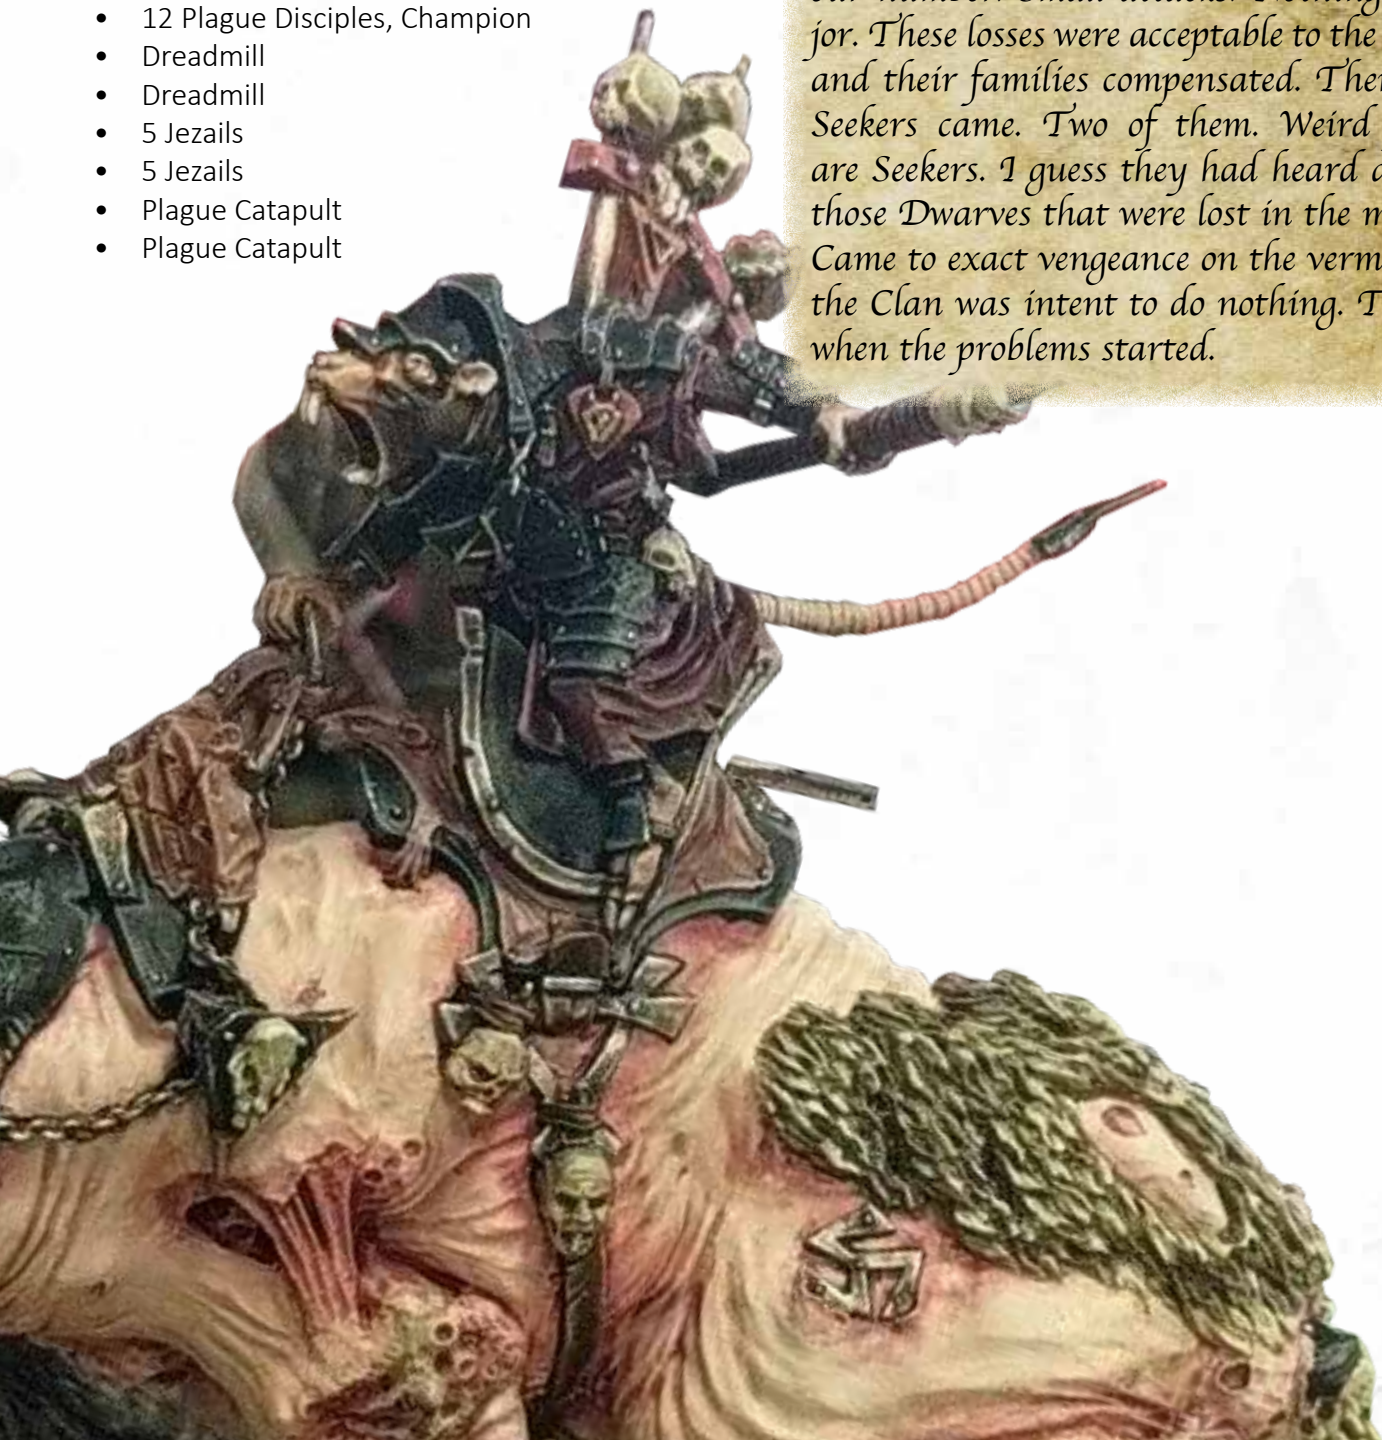 • 12 Plague Disciples, Champion
• Dreadmill
• Dreadmill
• 5 Jezails
• 5 Jezails
• Plague Catapult
• Plague Catapult
jor. These losses were acceptable to the
and their families compensated.
Seekers came. Two of them. Weird
are Seekers. I guess they had heard
those Dwarves that were lost in the
Came to exact vengeance on the
the Clan was intent to do nothing.
when the problems started.